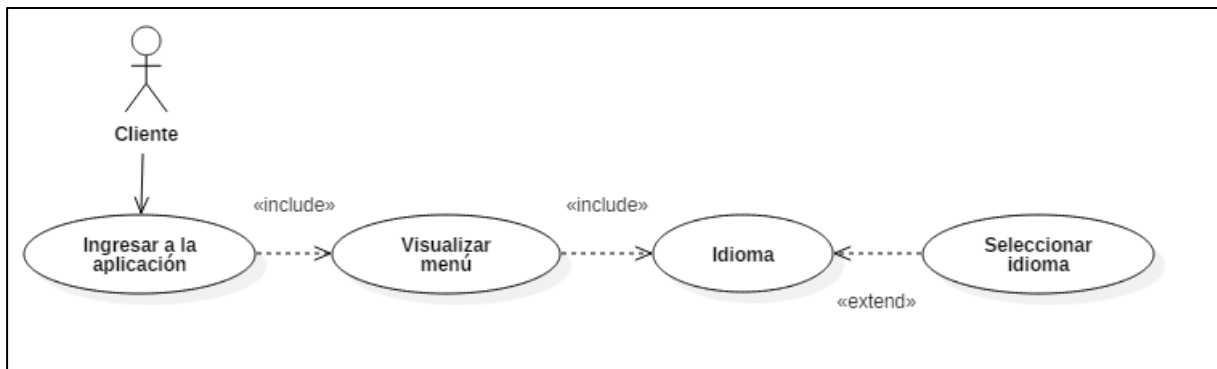 Cliente
«include»
«include»
Ingresar a la
aplicación
Visualizar
menú
Idioma
Seleccionar
idioma
«extend»